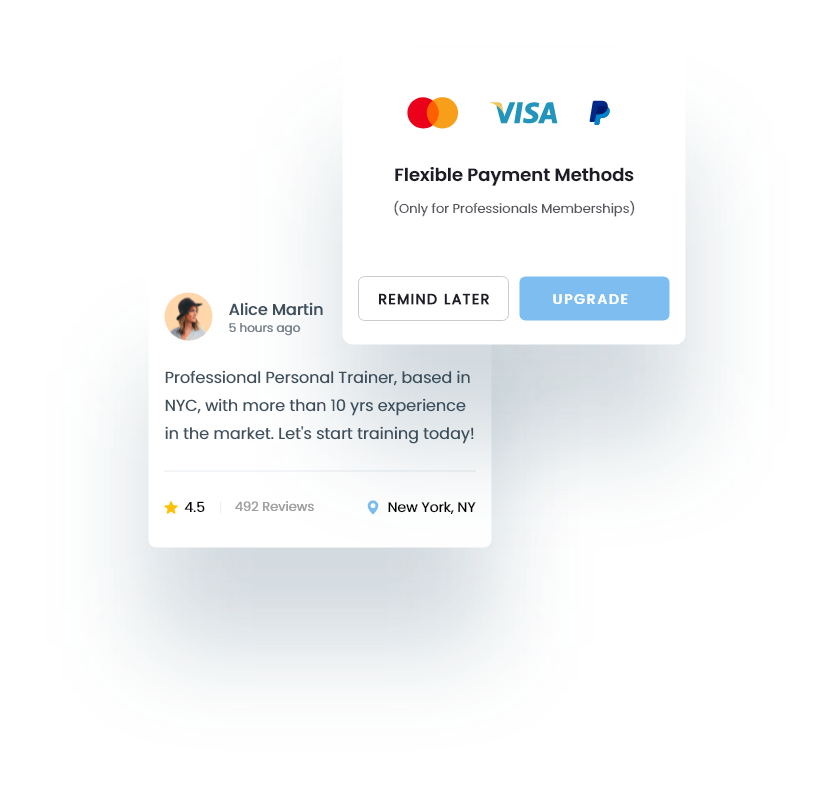 VISA
Flexible Payment Methods
(Only for Professionals Memberships)
REMIND LATER
UPGRADE
Alice Martin
5 hours ago
Professional Personal Trainer, based in
NYC, with more than 10 yrs experience
in the market. Let's start training today!
4.5
492 Reviews
New York, NY